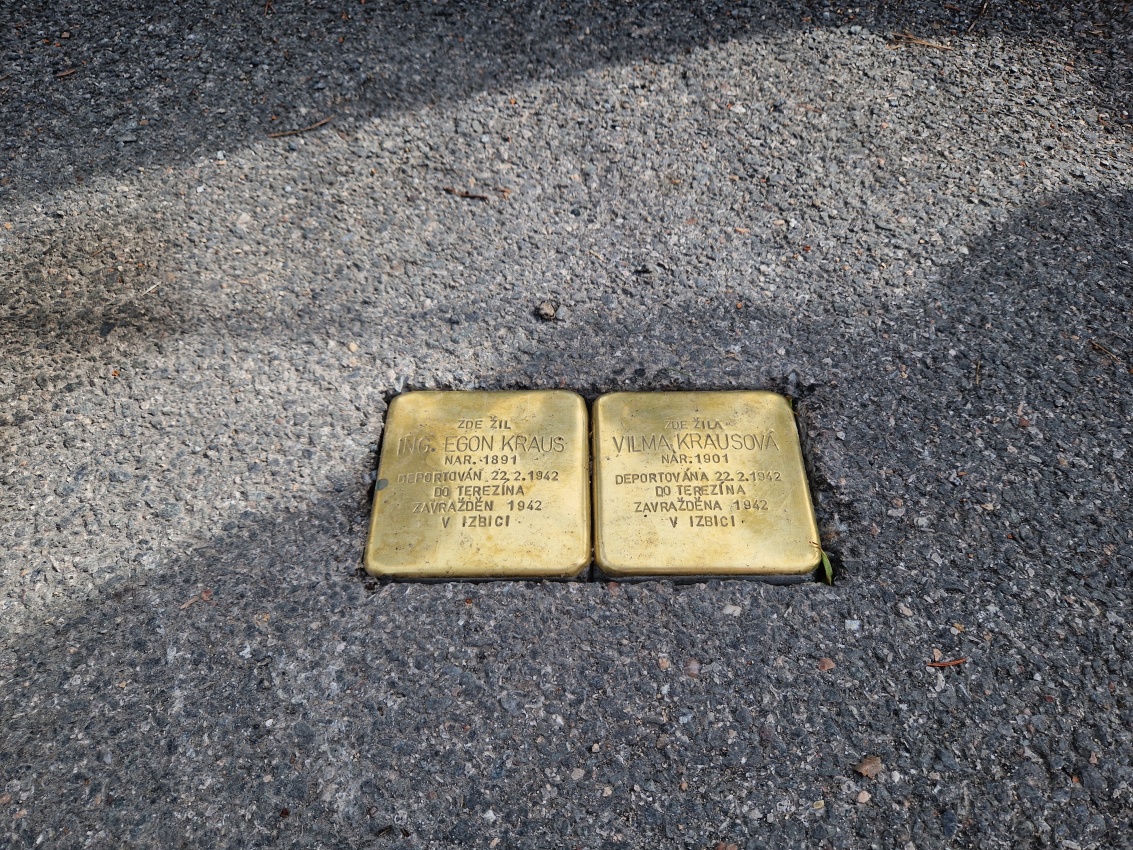 ZDE ŽIL
ING. EGON KRAUS
NAR. 1891
DEPORTOVÁN 22.2.1942
DO TEREZÍNA
ZAVRAŽDĚN 1942
V IZBICI
ZDE ŽILA
VILMA KRAUSOVÁ
NAR. 1901
DEPORTOVÁNA 22.2.1942
DO TEREZÍNA
ZAVRAŽDĚNA 1942
V IZBICI